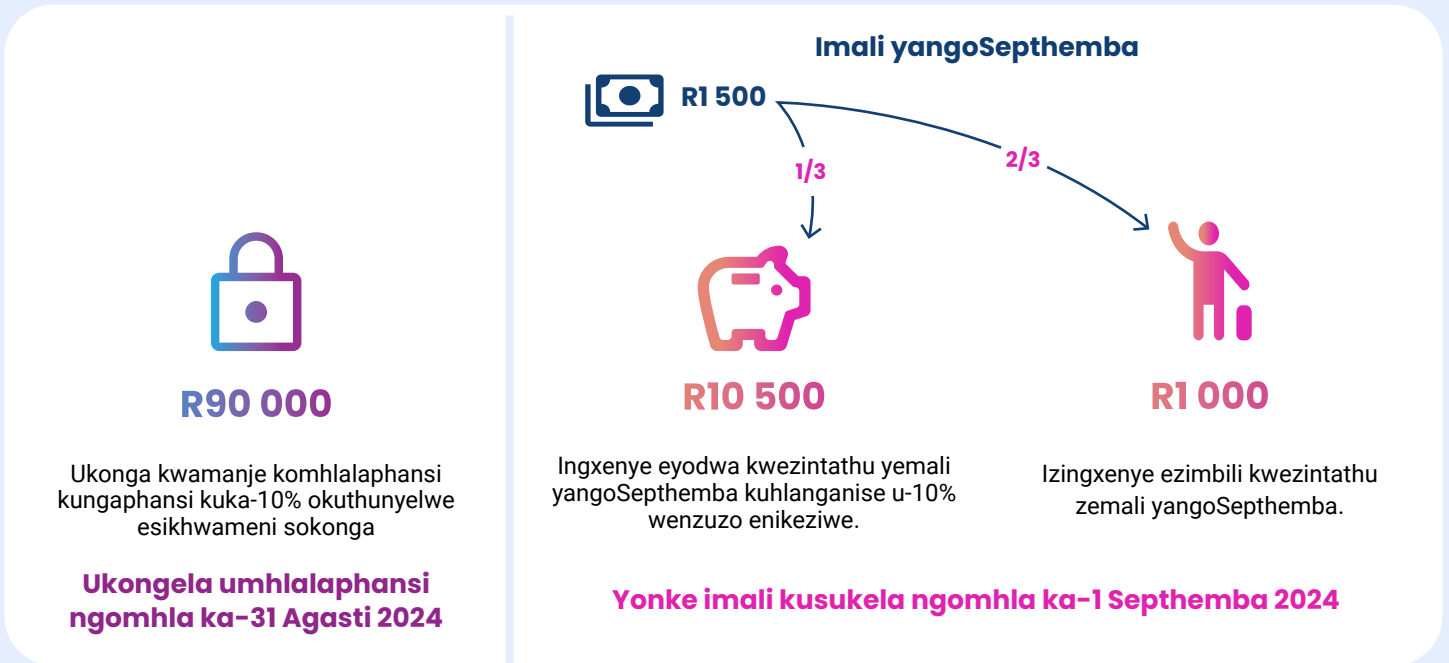 Imali yangoSepthemba
R1 500
1/3
2/3
R90 000
Ukonga kwamanje komhlalaphansi
kungaphansi kuka-10% okuthunyelwe
esikhwameni sokonga
Ukongela umhlalaphansi
ngomhla ka-31 Agasti 2024
R10 500
Ingxenye eyodwa kwezintathu yemali
yangoSepthemba kuhlanganise u-10%
wenzuzo enikeziwe.
R1 000
Izingxenye ezimbili kwezintathu
zemali yangoSepthemba.
Yonke imali kusukela ngomhla ka-1 Septhemba 2024